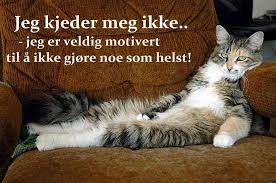 Jeg kjeder meg ikke..
- jeg er veldig motivert
til å ikke gjøre noe som helst!